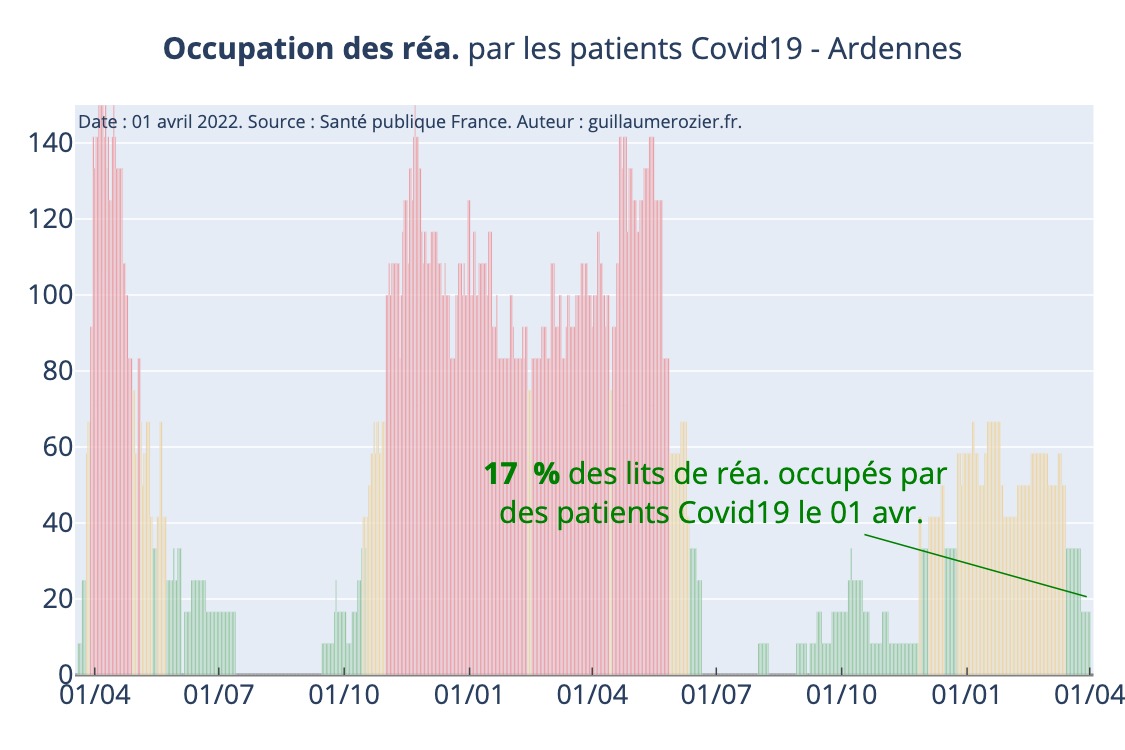 Occupation des réa. par les patients Covid19 - Ardennes
Date : 01 avril 2022. Source : Santé publique France. Auteur : guillaumerozier.fr.
140
120
100
80
60
40
20
0
17 % des lits de réa. occupés par
des patients Covid19 le 01 avr.
01/04 01/07 01/10 01/01 01/04 01/07 01/10 01/01 01/04